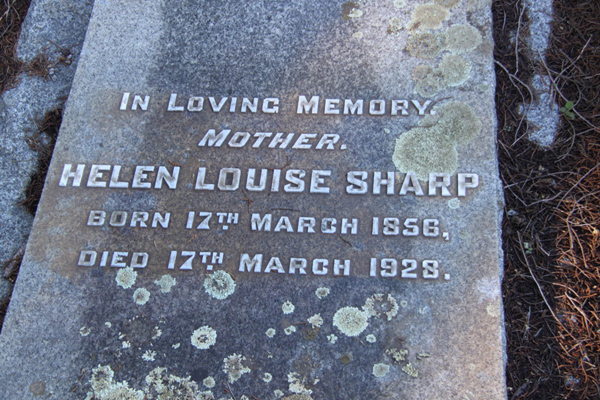 IN LOVING MEMORY,
MOTHER.
HELEN LOUISE SHARP
BORN 17TH MARCH 1856,
DIED 17TH MARCH 1928.